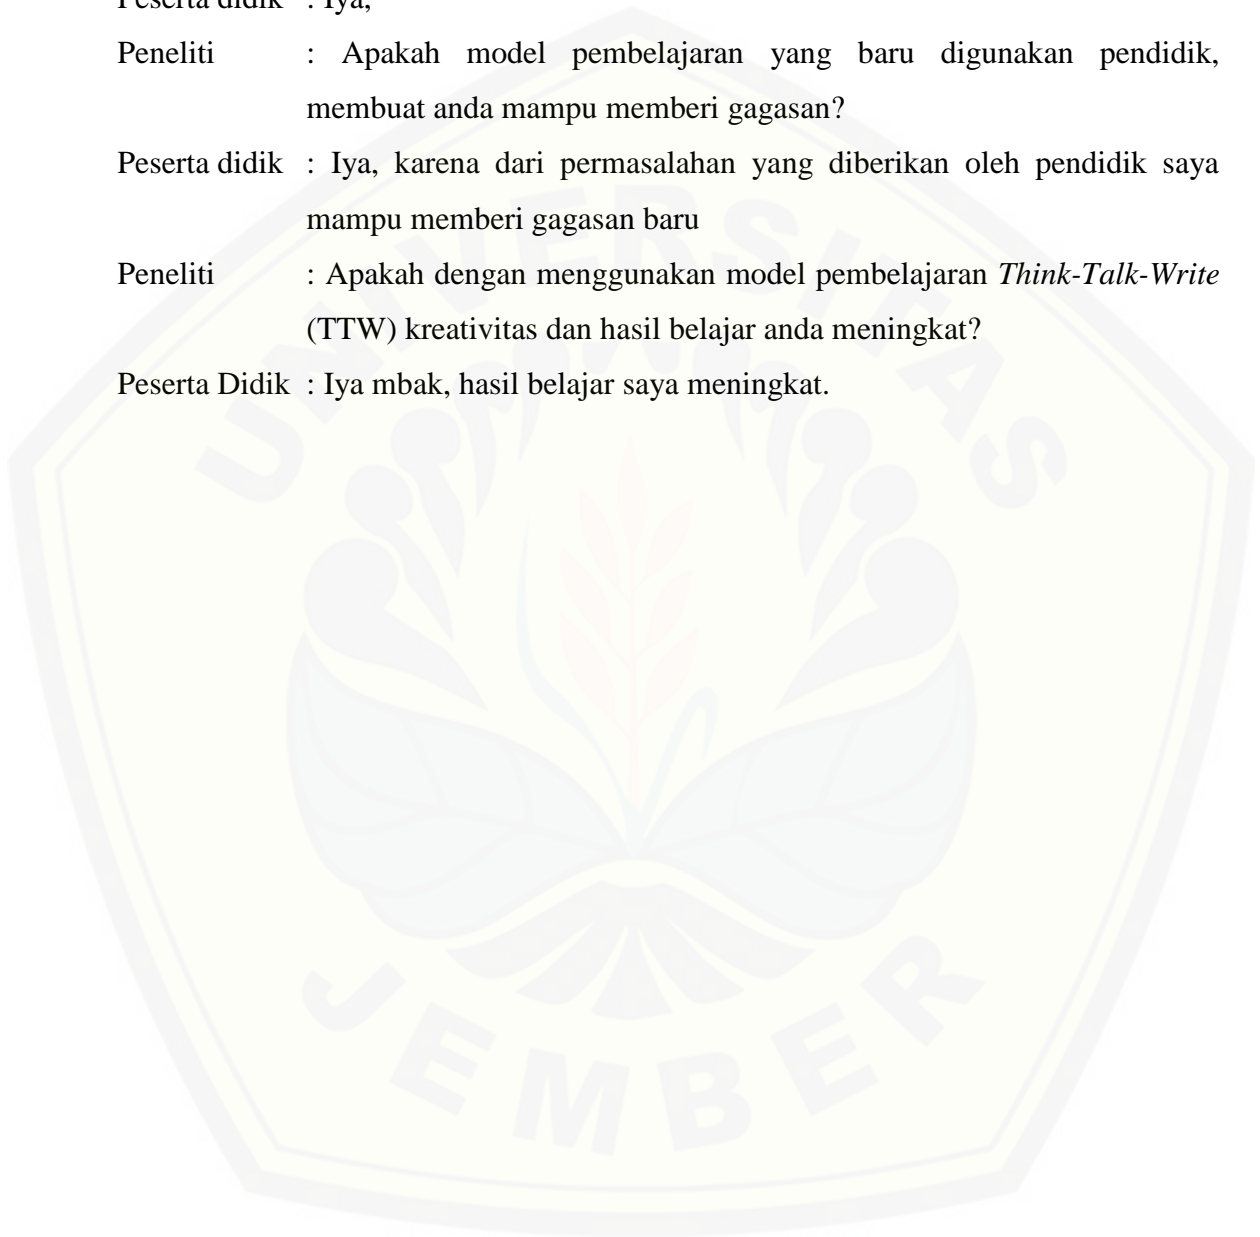 Peserta didik : Iya,
Peneliti : Apakah model pembelajaran yang baru digunakan pendidik,
membuat anda mampu memberi gagasan?
Peserta didik : Iya, karena dari permasalahan yang diberikan oleh pendidik saya
mampu memberi gagasan baru
Peneliti : Apakah dengan menggunakan model pembelajaran Think-Talk-Write
(TTW) kreativitas dan hasil belajar anda meningkat?
Peserta Didik : Iya mbak, hasil belajar saya meningkat.
UNIVERSITAS
JEMBER